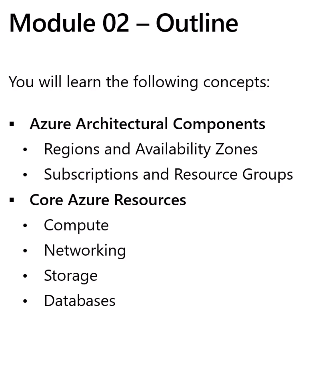 Module 02 – Outline
You will learn the following concepts:
▪ Azure Architectural Components
• Regions and Availability Zones
• Subscriptions and Resource Groups
▪ Core Azure Resources
• Compute
• Networking
• Storage
• Databases